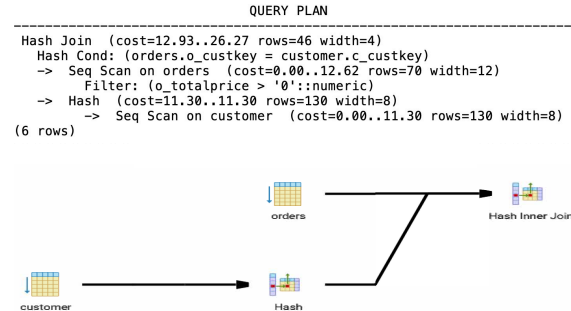 QUERY PLAN
Hash Join  (cost=12.93..26.27 rows=46 width=4)
Hash Cond: (orders.o_custkey = customer.c_custkey)
->  Seq Scan on orders  (cost=0.00..12.62 rows=70 width=12)
Filter: (o_totalprice > '0'::numeric)
->  Hash  (cost=11.30..11.30 rows=130 width=8)
->  Seq Scan on customer  (cost=0.00..11.30 rows=130 width=8)
(6 rows)
orders
Hash Inner Join
customer
Hash